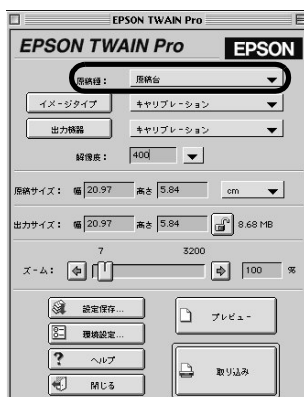 EPSON TWAIN Pro
EPSON TWAIN Pro EPSON
原稿種： 原稿台
イメージタイプ キャリブレーション
出力機器 キャリブレーション
解像度： 400
原稿サイズ： 幅 20.97 高さ 5.84 cm
出力サイズ： 幅 20.97 高さ 5.84 8.68 MB
7 3200
ズーム： 100 %
設定保存... プレビュー
環境設定...
? ヘルプ 取り込み
閉じる